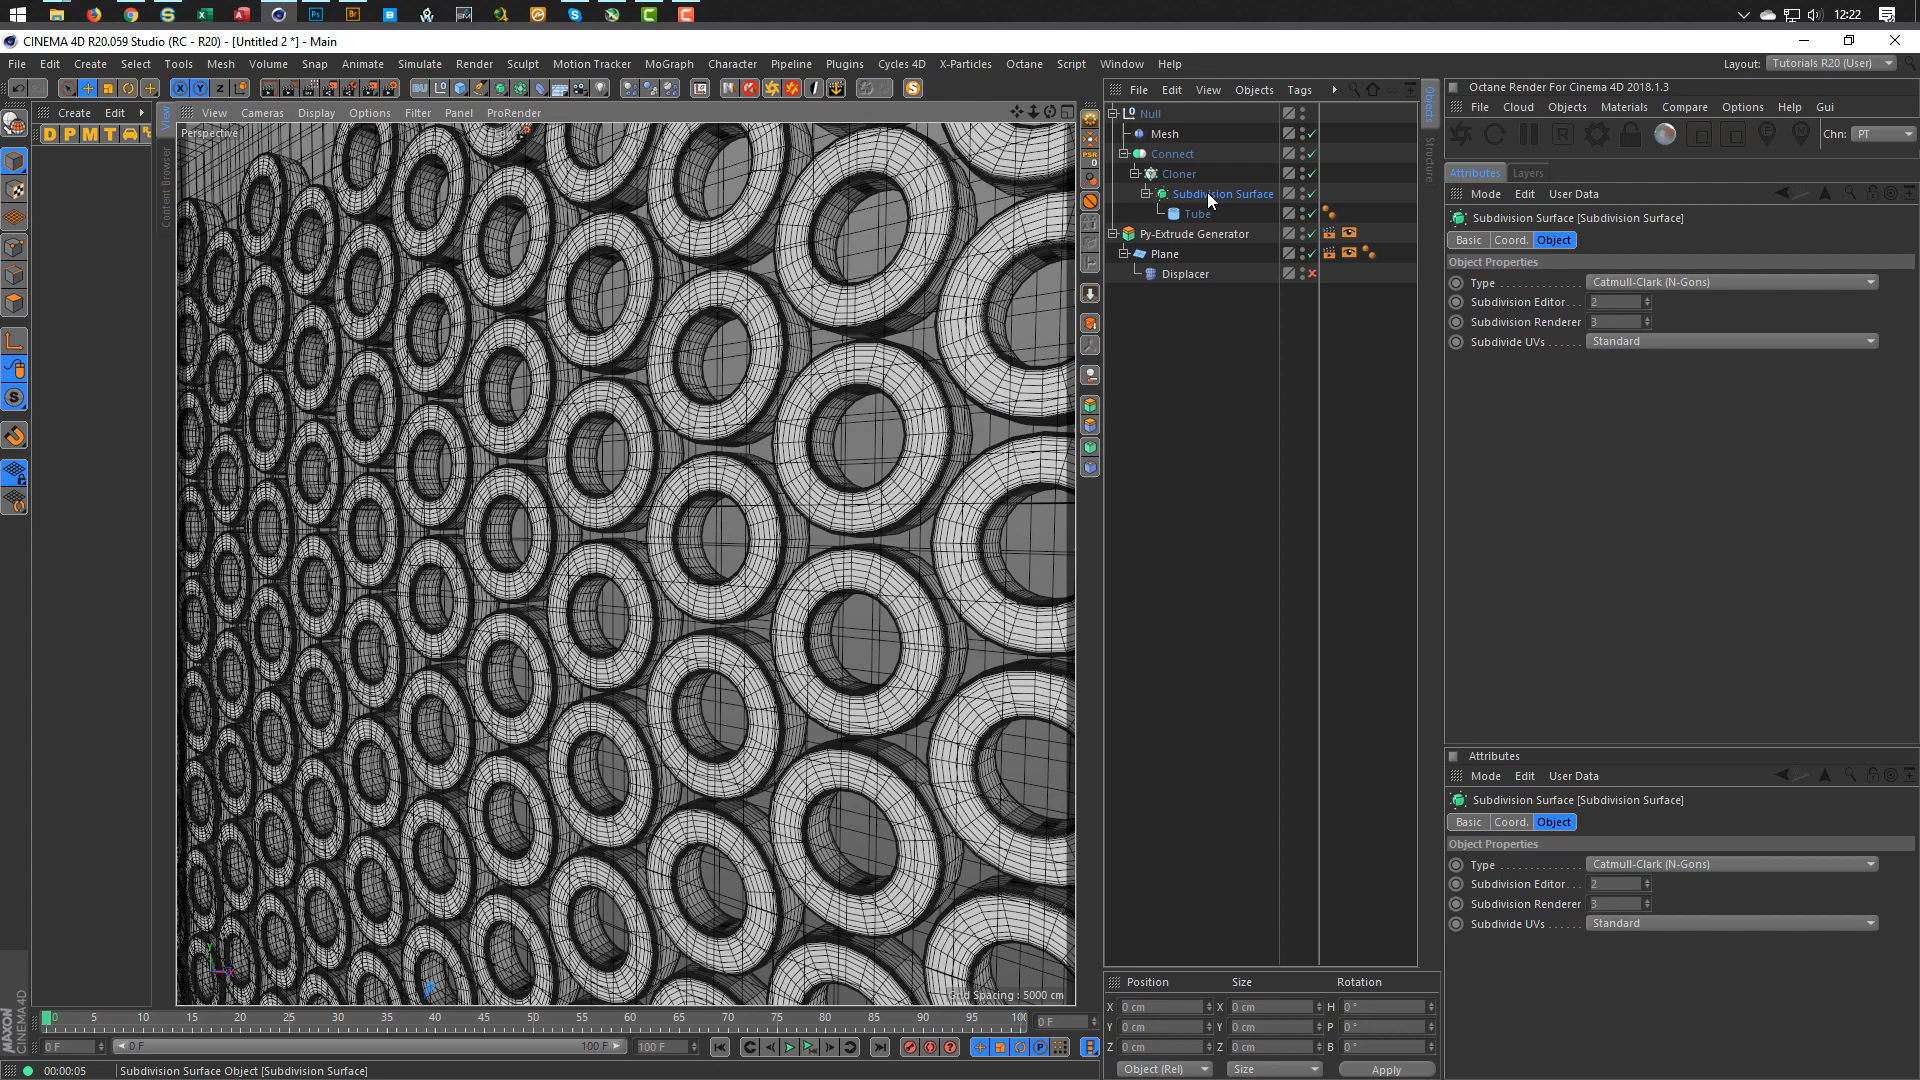 12:22
CINEMA 4D R20.059 Studio (RC - R20) - [Untitled 2 *] - Main
File Edit Create Select Tools Mesh Volume Snap Animate Simulate Render Sculpt Motion Tracker MoGraph Character Pipeline Plugins Cycles 4D X-Particles Octane Script Window Help
Layout: Tutorials R20 (User)
Create Edit
View Cameras Display Options Filter Panel ProRender
Perspective
View
Content Browser
D P M T
PSR
0
File Edit View Objects Tags
Null
Mesh
Connect
Cloner
Subdivision Surface
Tube
Py-Extrude Generator
Plane
Displacer
Objects
Structure
Octane Render For Cinema 4D 2018.1.3
File Cloud Objects Materials Compare Options Help Gui
Chn: PT
Attributes Layers
Mode Edit User Data
Subdivision Surface [Subdivision Surface]
Basic Coord. Object
Object Properties
Type Catmull-Clark (N-Gons)
Subdivision Editor 2
Subdivision Renderer 3
Subdivide UVs Standard
Attributes
Mode Edit User Data
Subdivision Surface [Subdivision Surface]
Basic Coord. Object
Object Properties
Type Catmull-Clark (N-Gons)
Subdivision Editor 2
Subdivision Renderer 3
Subdivide UVs Standard
Grid Spacing : 5000 cm
Position Size Rotation
X 0 cm X 0 cm H 0 °
Y 0 cm Y 0 cm P 0 °
Z 0 cm Z 0 cm B 0 °
Object (Rel) Size Apply
0 5 10 15 20 25 30 35 40 45 50 55 60 65 70 75 80 85 90 95 100
0 F
0 F 0 F 100 F 100 F
MAXON CINEMA4D
00:00:05 Subdivision Surface Object [Subdivision Surface]